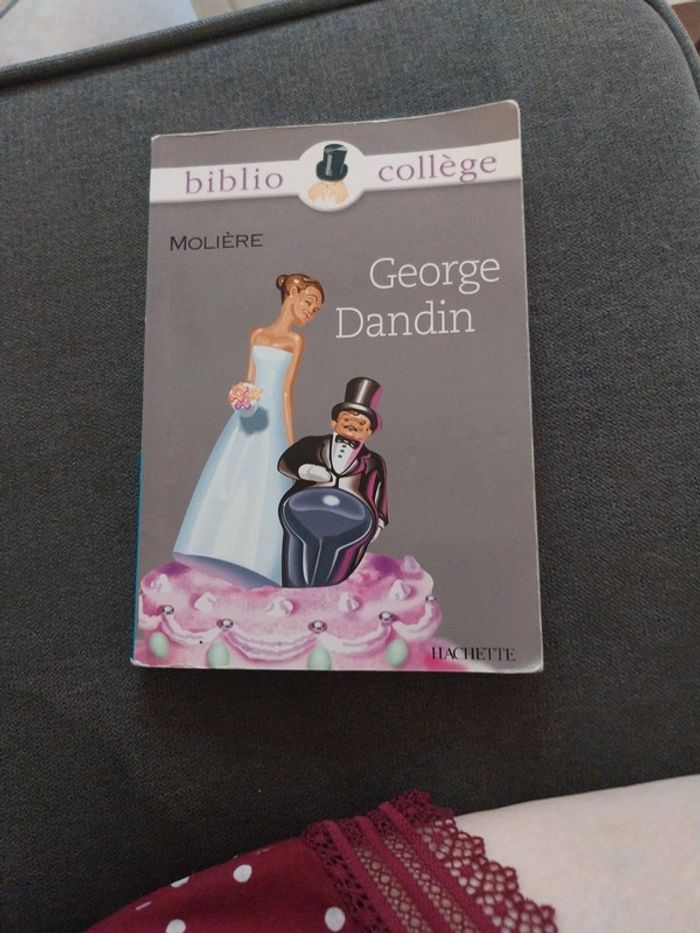 biblio collège
MOLIÈRE
George
Dandin
HACHETTE